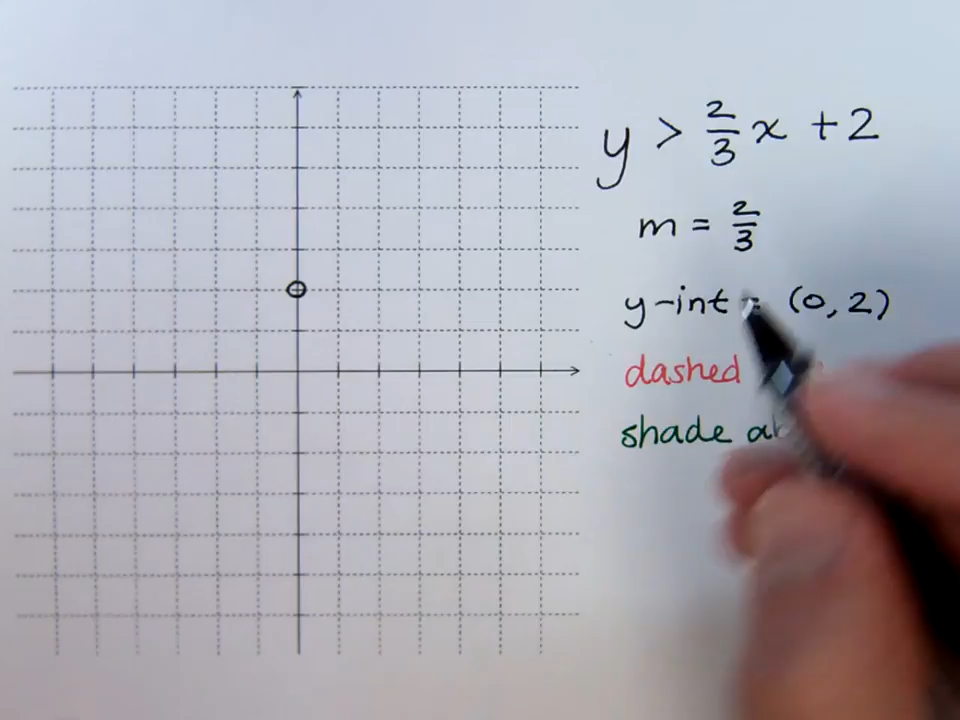 y > 2/3 x + 2
m = 2/3
y-int = (0, 2)
dashed
shade